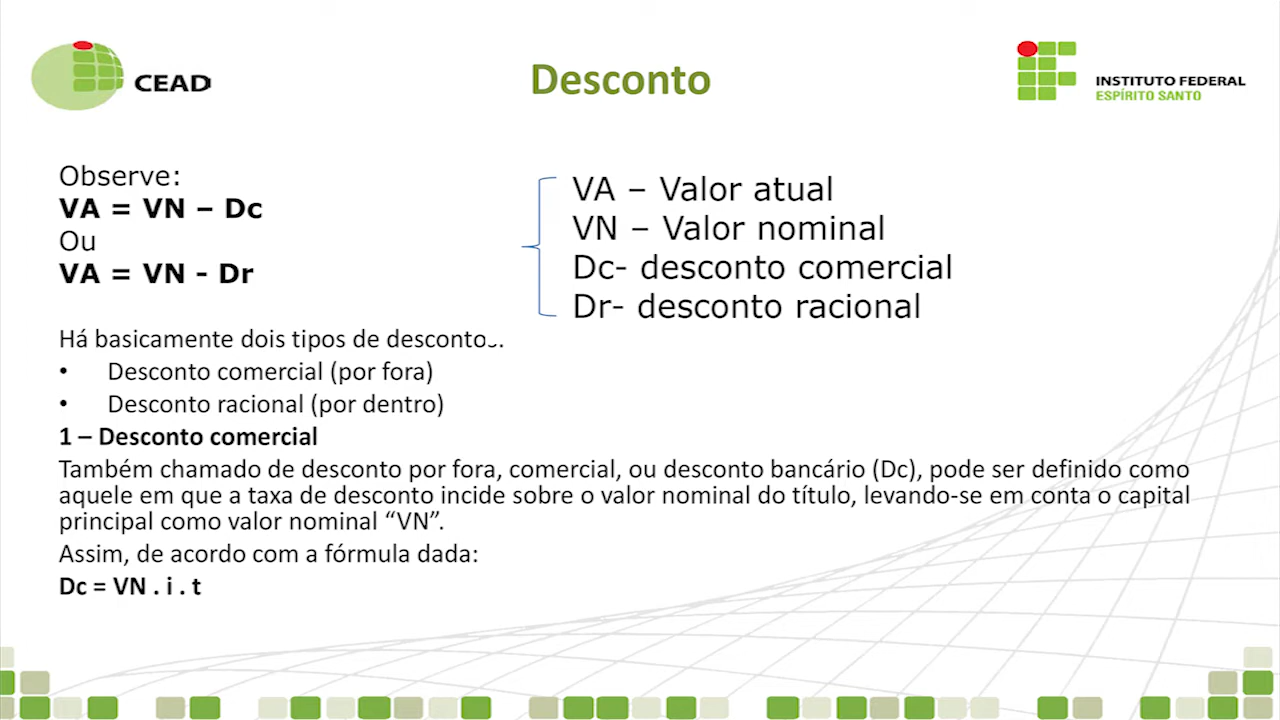 CEAD
Desconto
INSTITUTO FEDERAL
ESPÍRITO SANTO
Observe:
VA = VN – Dc
Ou
VA = VN - Dr
VA – Valor atual
VN – Valor nominal
Dc- desconto comercial
Dr- desconto racional
Há basicamente dois tipos de descontos.
• Desconto comercial (por fora)
• Desconto racional (por dentro)
1 – Desconto comercial
Também chamado de desconto por fora, comercial, ou desconto bancário (Dc), pode ser definido como
aquele em que a taxa de desconto incide sobre o valor nominal do título, levando-se em conta o capital
principal como valor nominal “VN”.
Assim, de acordo com a fórmula dada:
Dc = VN . i . t